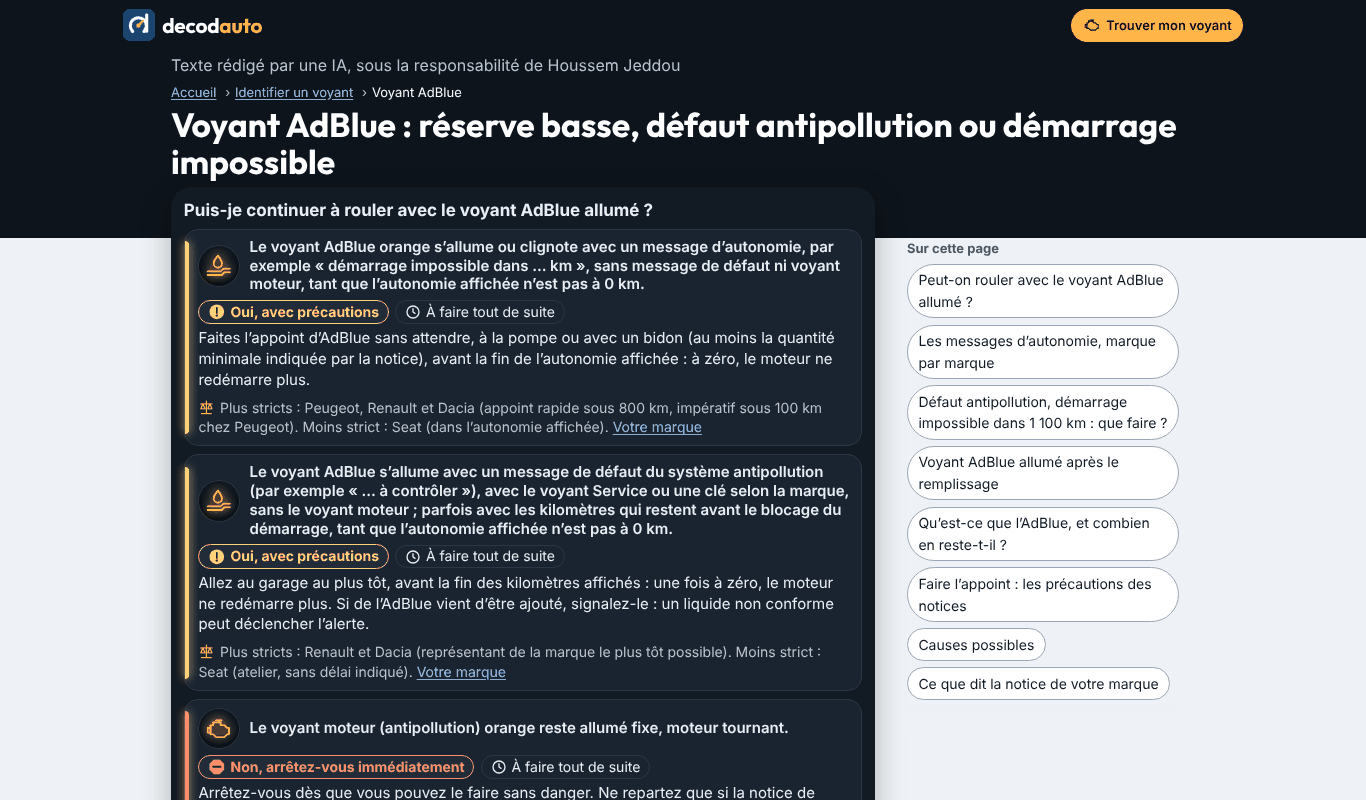 decodauto
Trouver mon voyant
Texte rédigé par une IA, sous la responsabilité de Houssem Jeddou
Accueil › Identifier un voyant › Voyant AdBlue
Voyant AdBlue : réserve basse, défaut antipollution ou démarrage
impossible
Puis-je continuer à rouler avec le voyant AdBlue allumé ?
Le voyant AdBlue orange s’allume ou clignote avec un message d’autonomie, par
exemple « démarrage impossible dans … km », sans message de défaut ni voyant
moteur, tant que l’autonomie affichée n’est pas à 0 km.
Oui, avec précautions
À faire tout de suite
Faites l’appoint d’AdBlue sans attendre, à la pompe ou avec un bidon (au moins la quantité
minimale indiquée par la notice), avant la fin de l’autonomie affichée : à zéro, le moteur ne
redémarre plus.
Plus stricts : Peugeot, Renault et Dacia (appoint rapide sous 800 km, impératif sous 100 km
chez Peugeot). Moins strict : Seat (dans l’autonomie affichée). Votre marque
Le voyant AdBlue s’allume avec un message de défaut du système antipollution
(par exemple « … à contrôler »), avec le voyant Service ou une clé selon la marque,
sans le voyant moteur ; parfois avec les kilomètres qui restent avant le blocage du
démarrage, tant que l’autonomie affichée n’est pas à 0 km.
Oui, avec précautions
À faire tout de suite
Allez au garage au plus tôt, avant la fin des kilomètres affichés : une fois à zéro, le moteur
ne redémarre plus. Si de l’AdBlue vient d’être ajouté, signalez-le : un liquide non conforme
peut déclencher l’alerte.
Plus stricts : Renault et Dacia (représentant de la marque le plus tôt possible). Moins strict :
Seat (atelier, sans délai indiqué). Votre marque
Le voyant moteur (antipollution) orange reste allumé fixe, moteur tournant.
Non, arrêtez-vous immédiatement
À faire tout de suite
Arrêtez-vous dès que vous pouvez le faire sans danger. Ne repartez que si la notice de
Sur cette page
Peut-on rouler avec le voyant AdBlue
allumé ?
Les messages d’autonomie, marque
par marque
Défaut antipollution, démarrage
impossible dans 1 100 km : que faire ?
Voyant AdBlue allumé après le
remplissage
Qu’est-ce que l’AdBlue, et combien
en reste-t-il ?
Faire l’appoint : les précautions des
notices
Causes possibles
Ce que dit la notice de votre marque